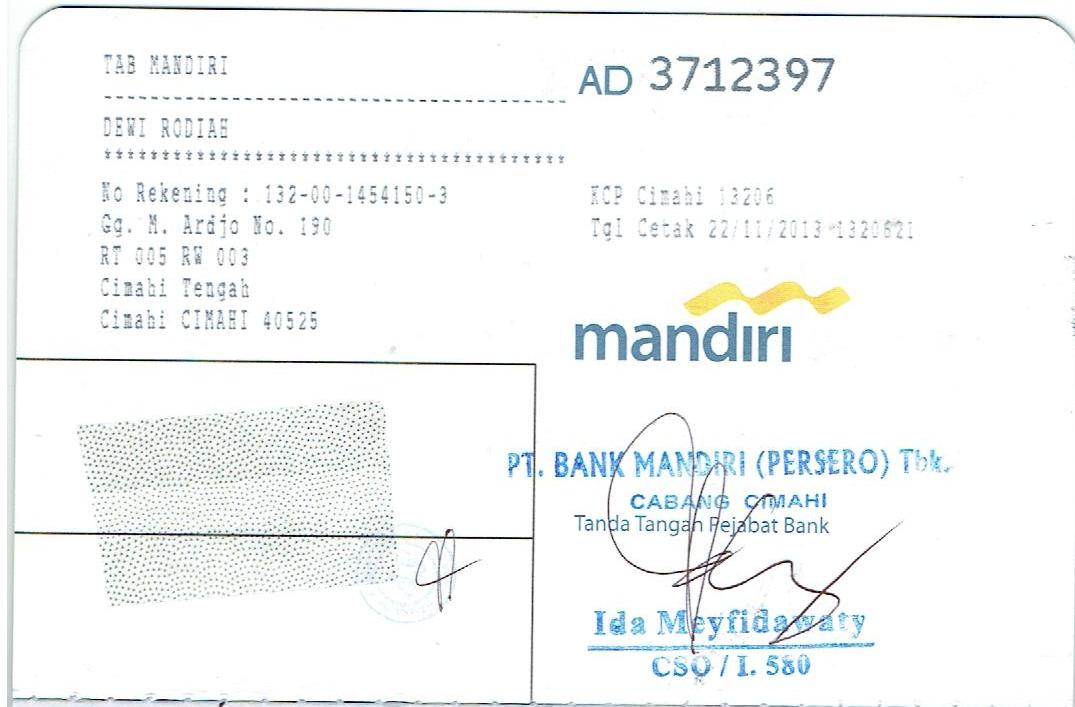 TAB MANDIRI
AD 3712397
DEWI RODIAH
No Rekening : 132-00-1454150-3
Gg. M. Ardjo No. 190
RT 005 RW 003
Cimahi Tengah
Cimahi CIMAHI 40525
KCP Cimahi 13206
Tgl Cetak 22/11/2013 1320621
mandiri
PT. BANK MANDIRI (PERSERO) Tbk.
CABANG CIMAHI
Tanda Tangan Pejabat Bank
Ida Meyfidawaty
CSO / I. 580